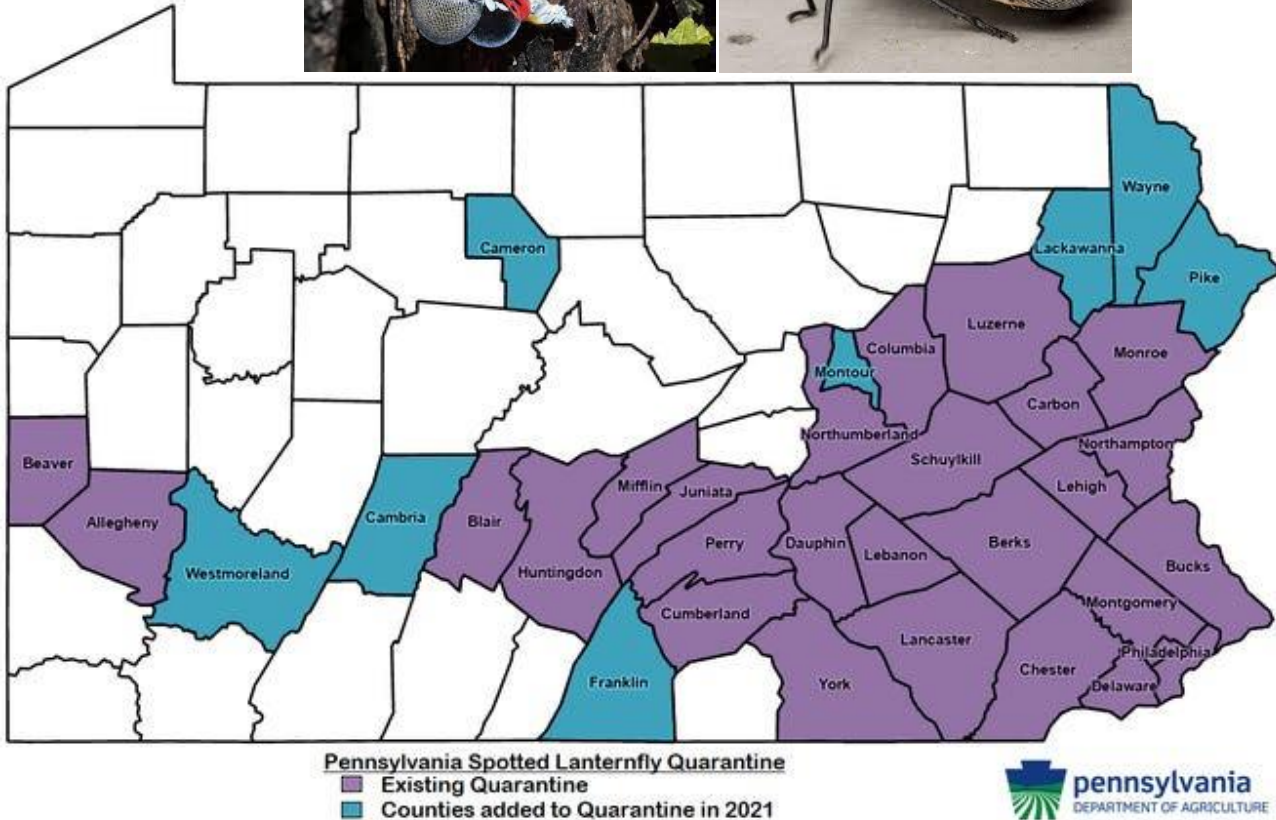 Wayne
Cameron
Lackawanna
Pike
Luzerne
Columbia
Monroe
Montour
Carbon
Northumberland
Northampton
Beaver
Schuylkill
Mifflin
Juniata
Lehigh
Allegheny
Cambria
Blair
Perry
Dauphin
Lebanon
Berks
Westmoreland
Huntingdon
Bucks
Cumberland
Montgomery
Lancaster
Philadelphia
Chester
Franklin
York
Delaware
Pennsylvania Spotted Lanternfly Quarantine
Existing Quarantine
Counties added to Quarantine in 2021
pennsylvania
DEPARTMENT OF AGRICULTURE